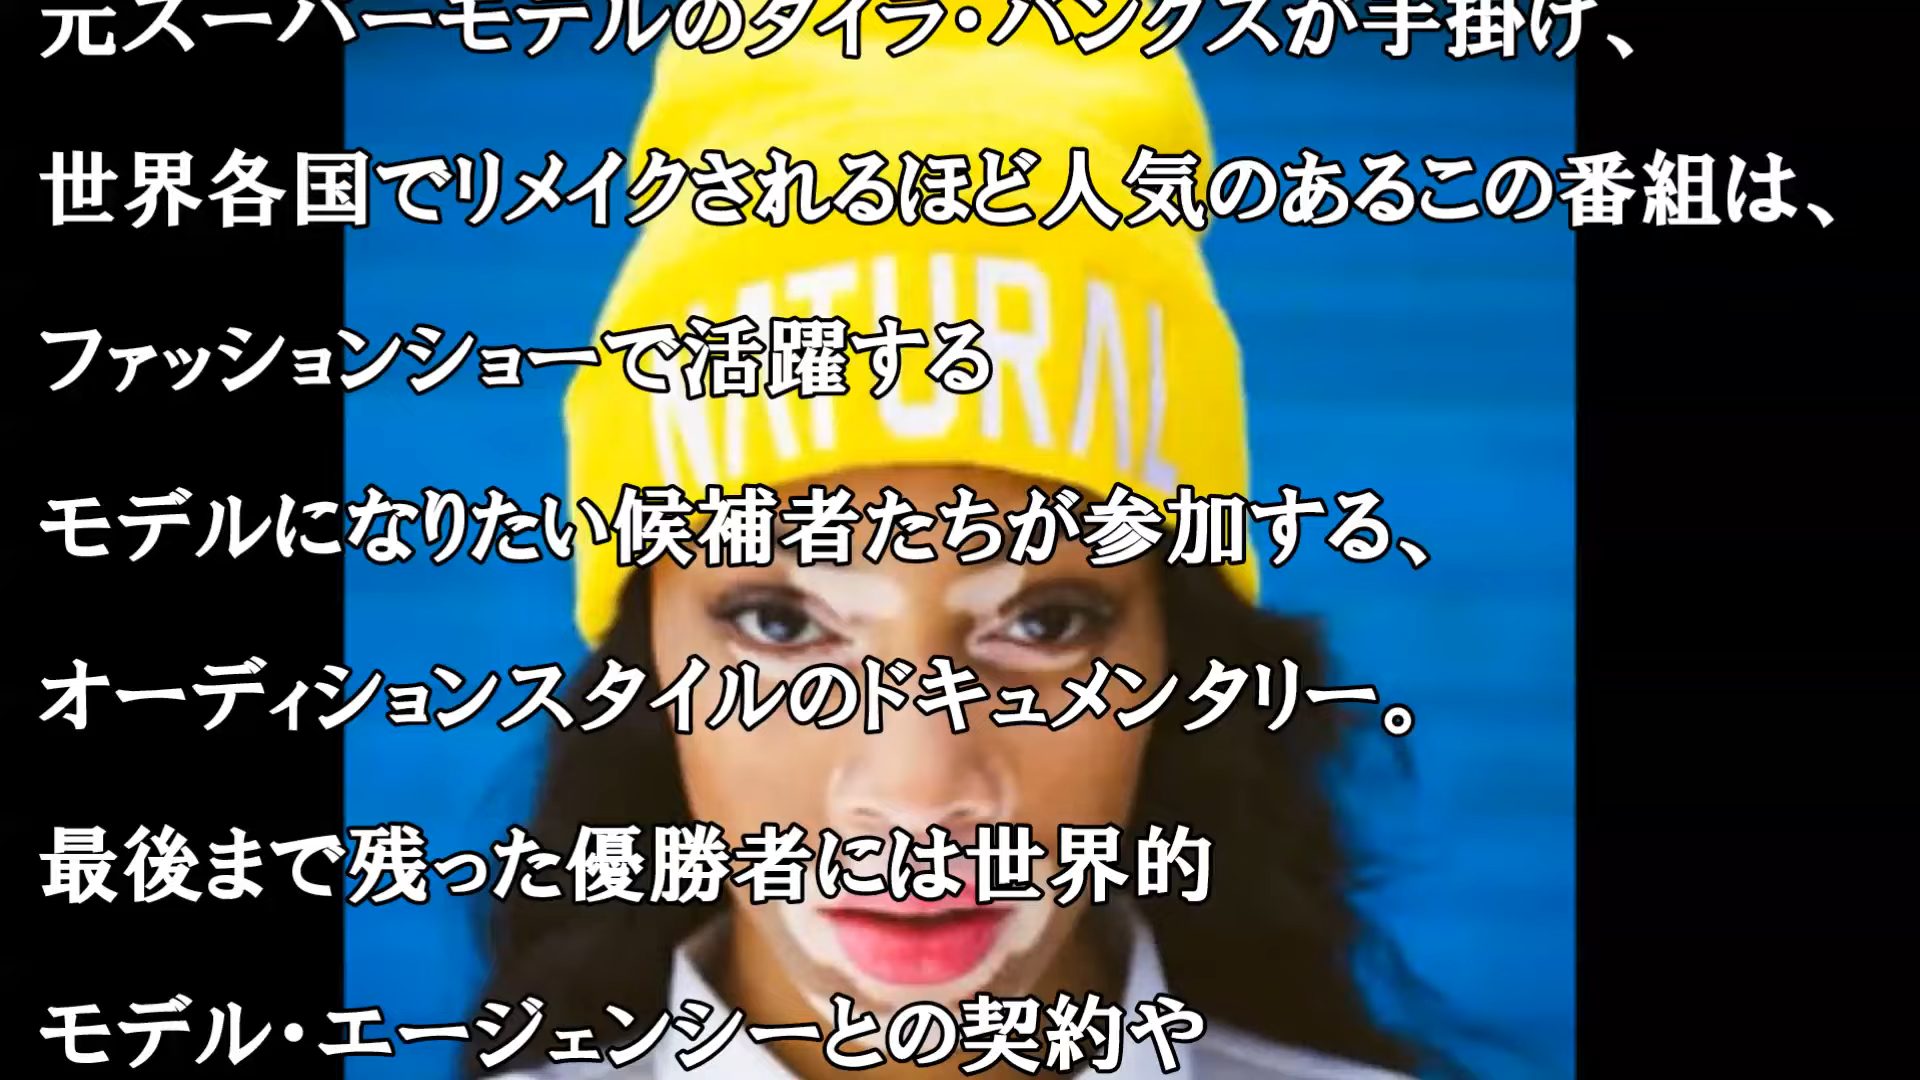 元スーパーモデルのタイラ・バンクスが手掛け、
世界各国でリメイクされるほど人気のあるこの番組は、
NATURAL
ファッションショーで活躍する
モデルになりたい候補者たちが参加する、
オーディションスタイルのドキュメンタリー。
最後まで残った優勝者には世界的
モデル・エージェンシーとの契約や